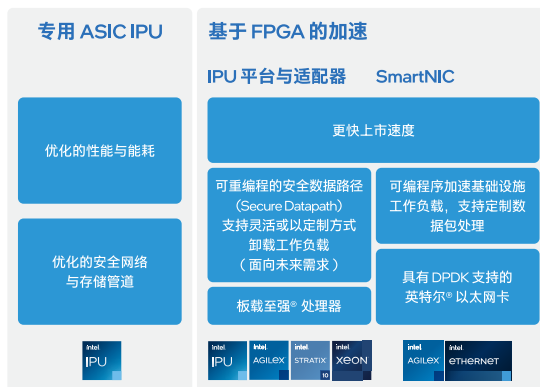 专用 ASIC IPU
优化的性能与能耗
优化的安全网络
与存储管道
intel
IPU
基于 FPGA 的加速
IPU 平台与适配器
SmartNIC
更快上市速度
可重编程的安全数据路径
(Secure Datapath)
支持灵活或以定制方式
卸载工作负载
（面向未来需求）
板载至强® 处理器
可编程序加速基础设施
工作负载，支持定制数
据包处理
具有 DPDK 支持的
英特尔® 以太网卡
intel
IPU
intel
AGILEX
intel
STRATIX
10
intel
XEON
intel
AGILEX
intel
ETHERNET